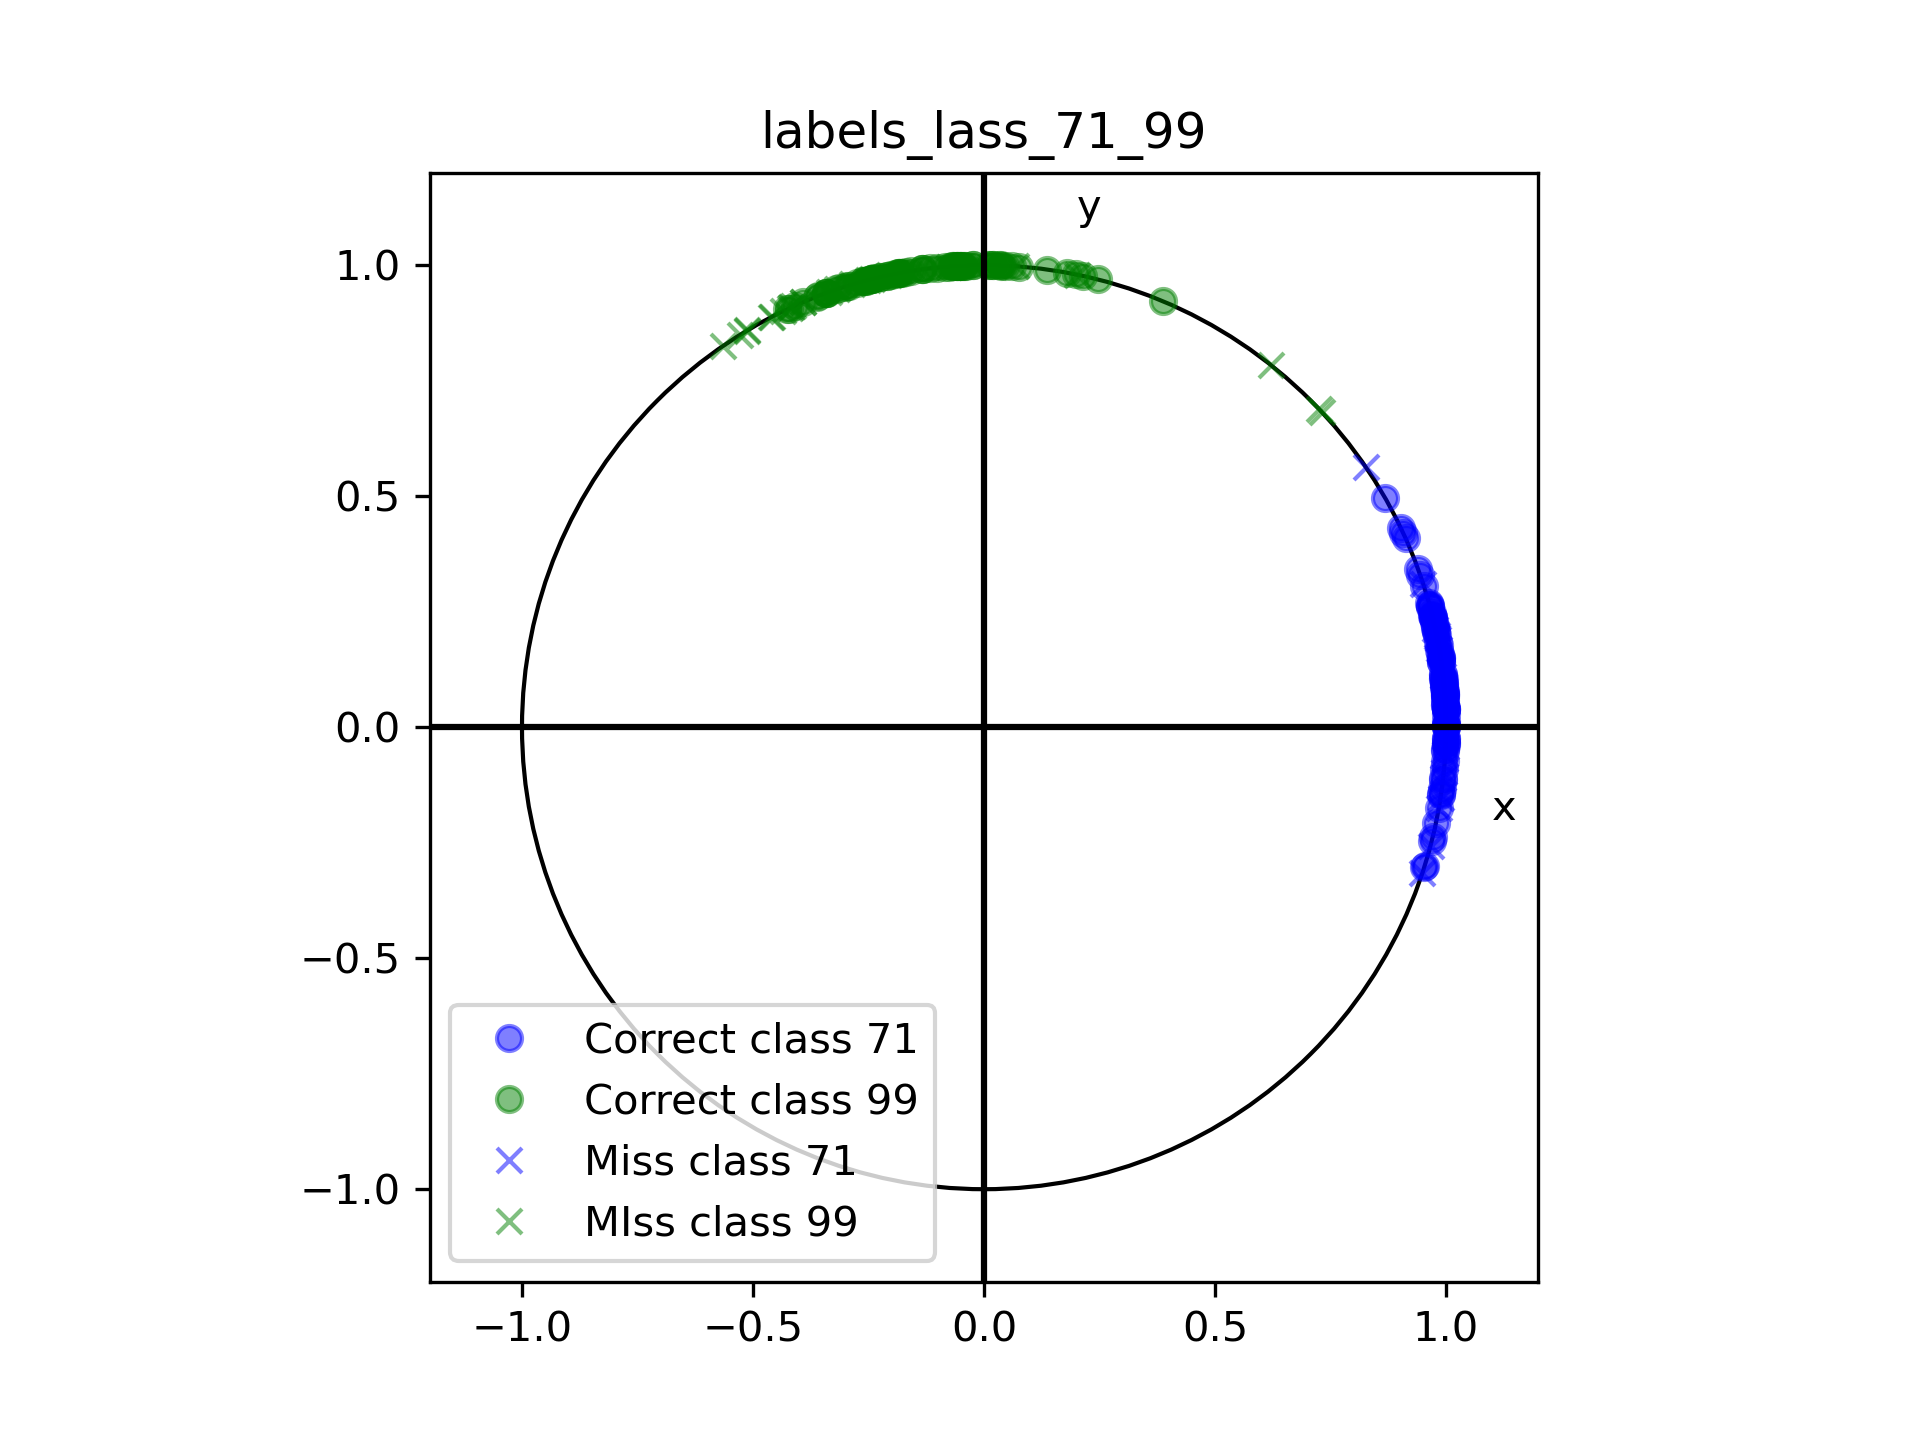 labels_lass_71_99
y
1.0
0.5
0.0
−0.5
−1.0
x
Correct class 71
Correct class 99
Miss class 71
MIss class 99
−1.0 −0.5 0.0 0.5 1.0